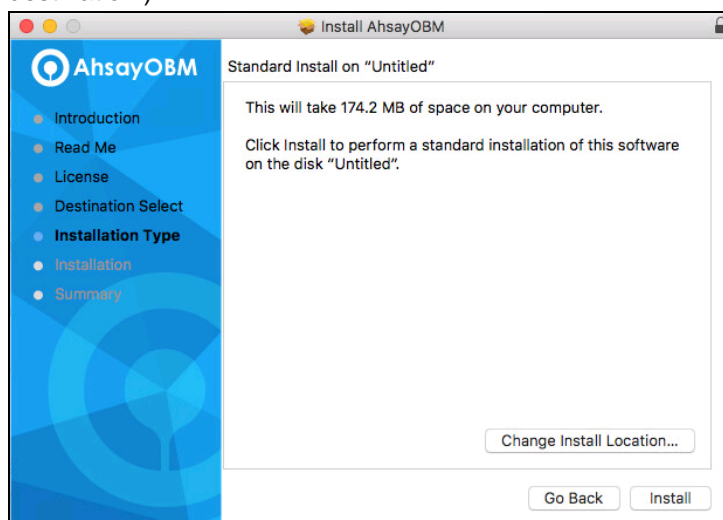 Install AhsayOBM
AhsayOBM
Standard Install on “Untitled”
Introduction
Read Me
License
Destination Select
Installation Type
Installation
Summary
This will take 174.2 MB of space on your computer.
Click Install to perform a standard installation of this software
on the disk “Untitled”.
Change Install Location...
Go Back
Install